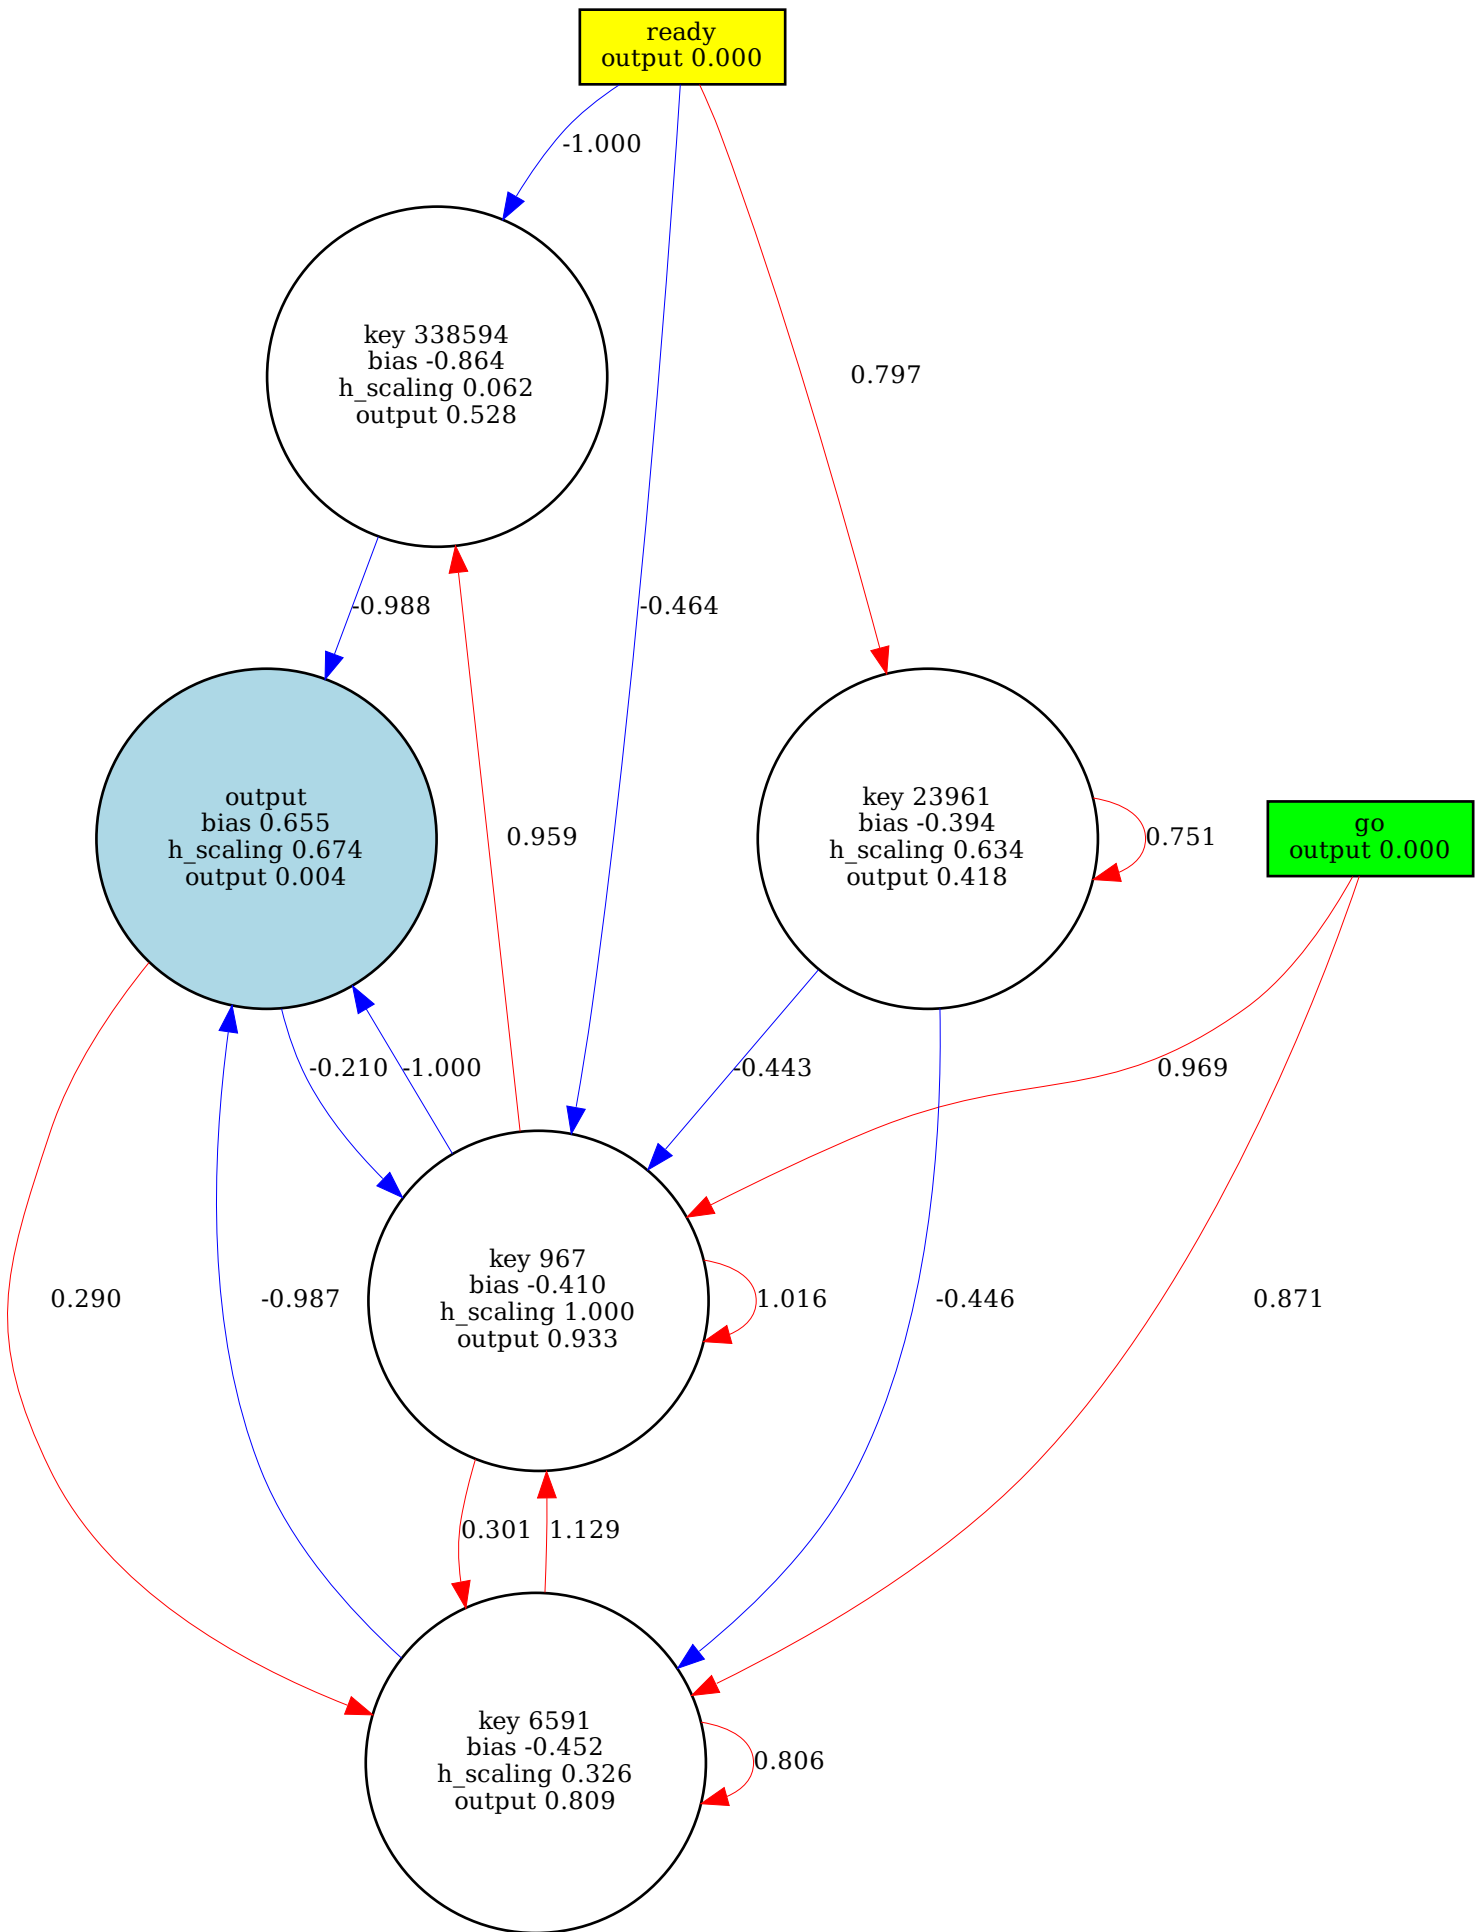 ready
output 0.000
-1.000
key 338594
bias -0.864
h_scaling 0.062
output 0.528
0.797
-0.988
-0.464
output
bias 0.655
h_scaling 0.674
output 0.004
0.959
key 23961
bias -0.394
h_scaling 0.634
output 0.418
0.751
go
output 0.000
-0.210
-1.000
-0.443
0.969
0.290
-0.987
key 967
bias -0.410
h_scaling 1.000
output 0.933
1.016
-0.446
0.871
0.301
1.129
key 6591
bias -0.452
h_scaling 0.326
output 0.809
0.806